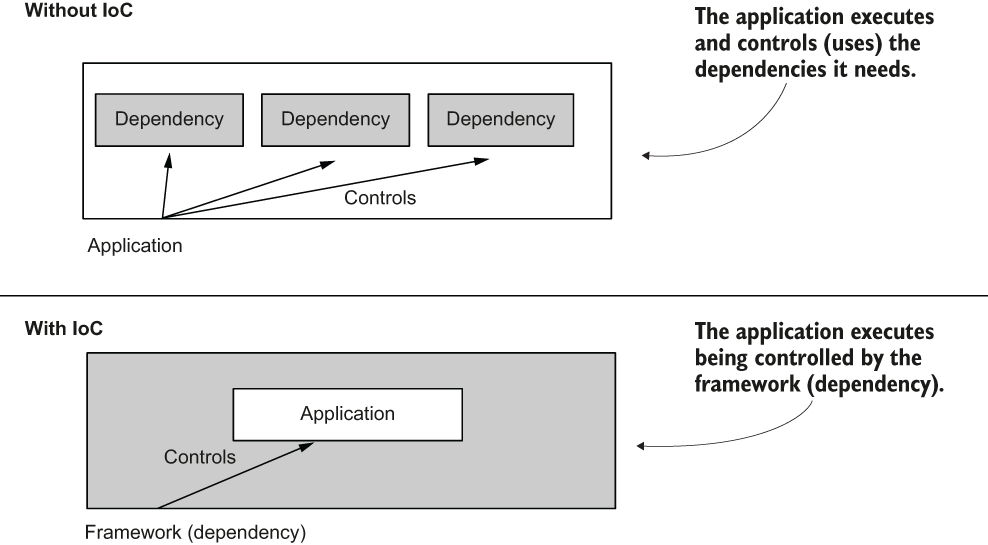 Without IoC
The application executes
and controls (uses) the
dependencies it needs.
Dependency
Dependency
Dependency
Controls
Application
With IoC
The application executes
being controlled by the
framework (dependency).
Application
Controls
Framework (dependency)